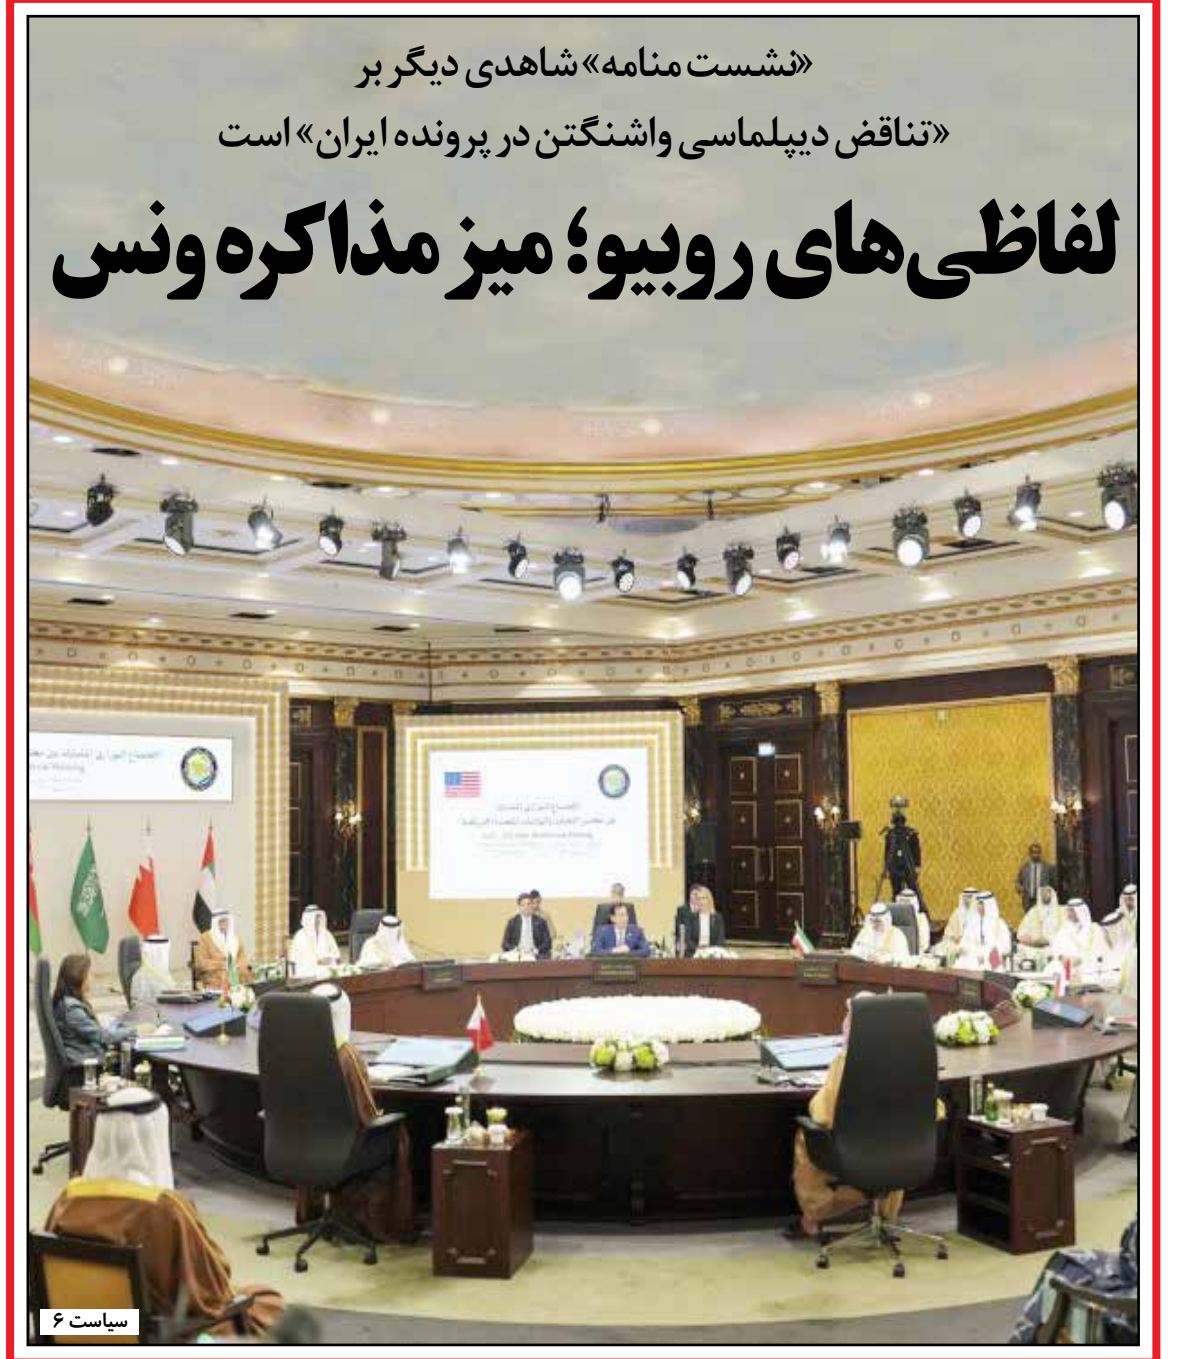 «نشست منامه» شاهدی دیگر بر
«تناقض دیپلماسی واشنگتن در پرونده ایران» است
لفاظی‌های روبیو؛ میز مذاکره ونس
سیاست ۶